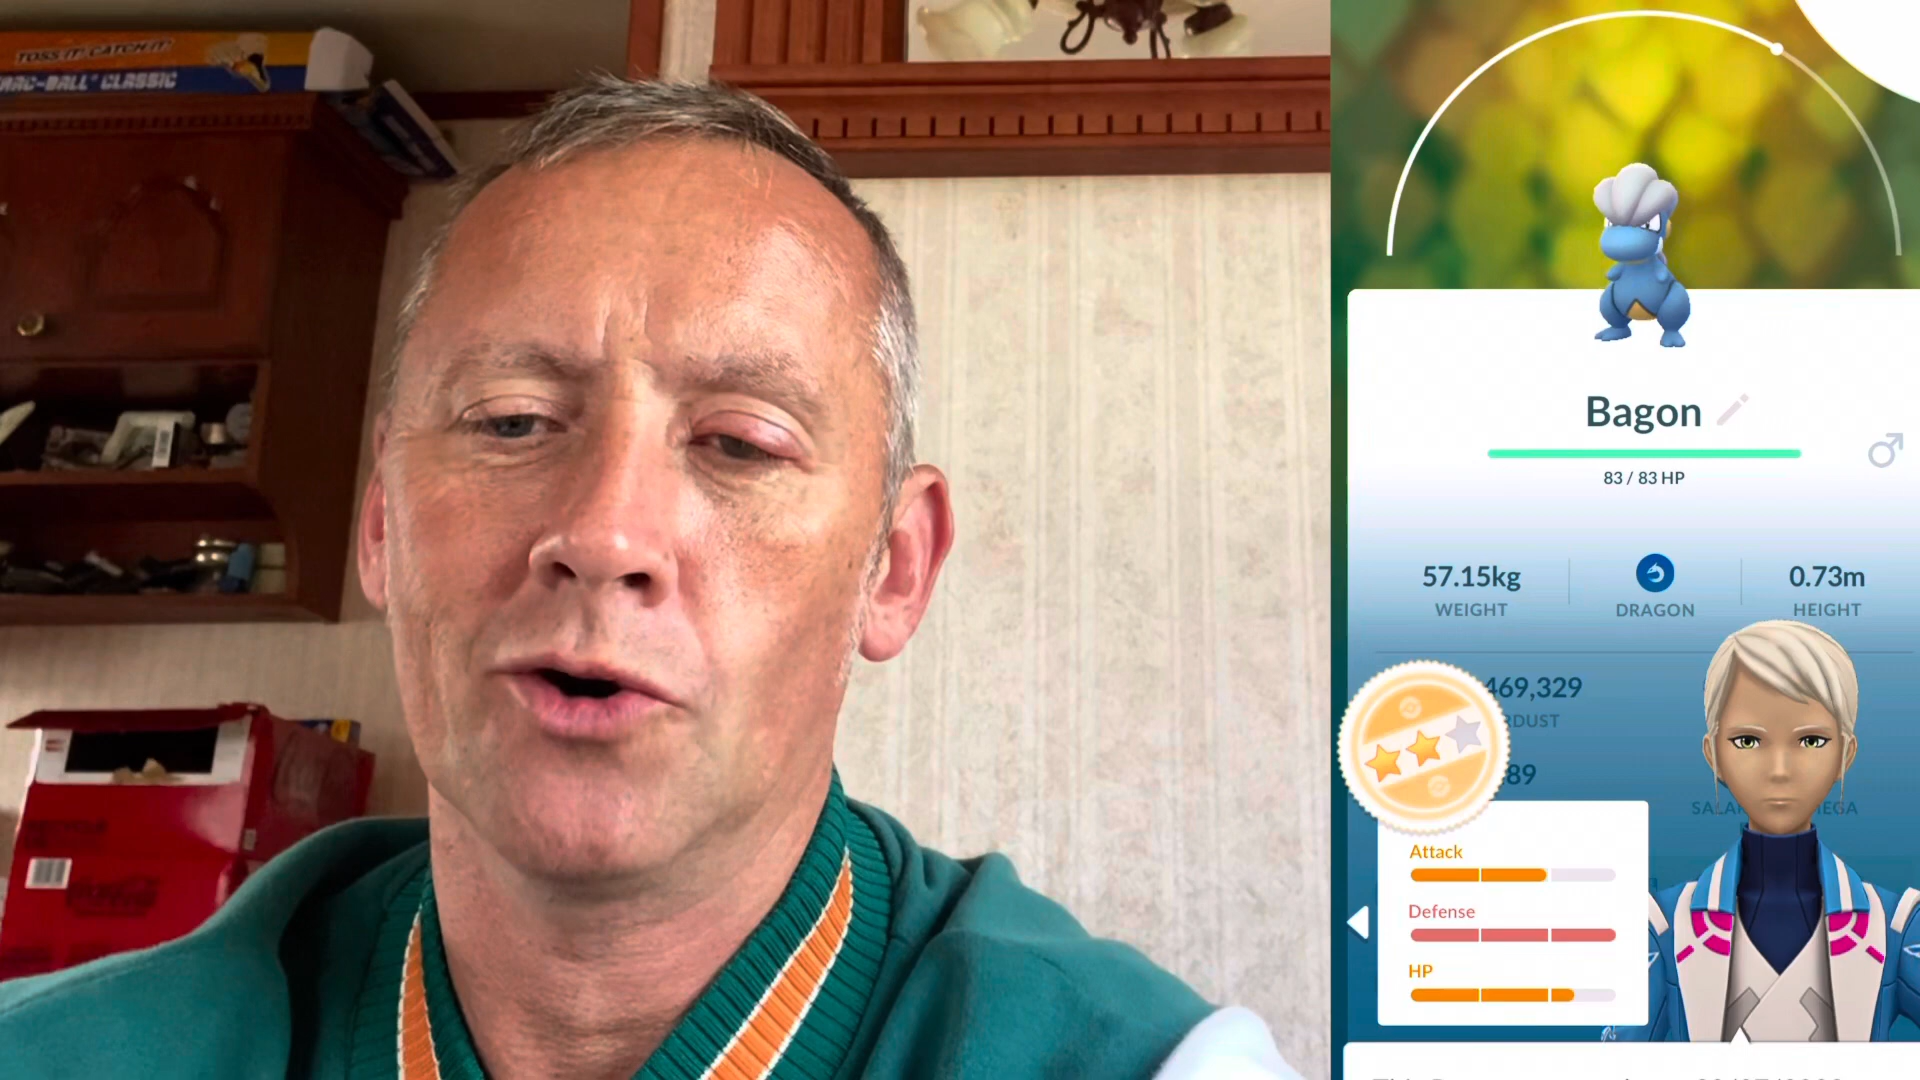 TOSS IT! CATCH IT!
ARC-BALL CLASSIC
Bagon
83 / 83 HP
57.15kg
WEIGHT
DRAGON
0.73m
HEIGHT
469,329
89
Attack
Defense
HP